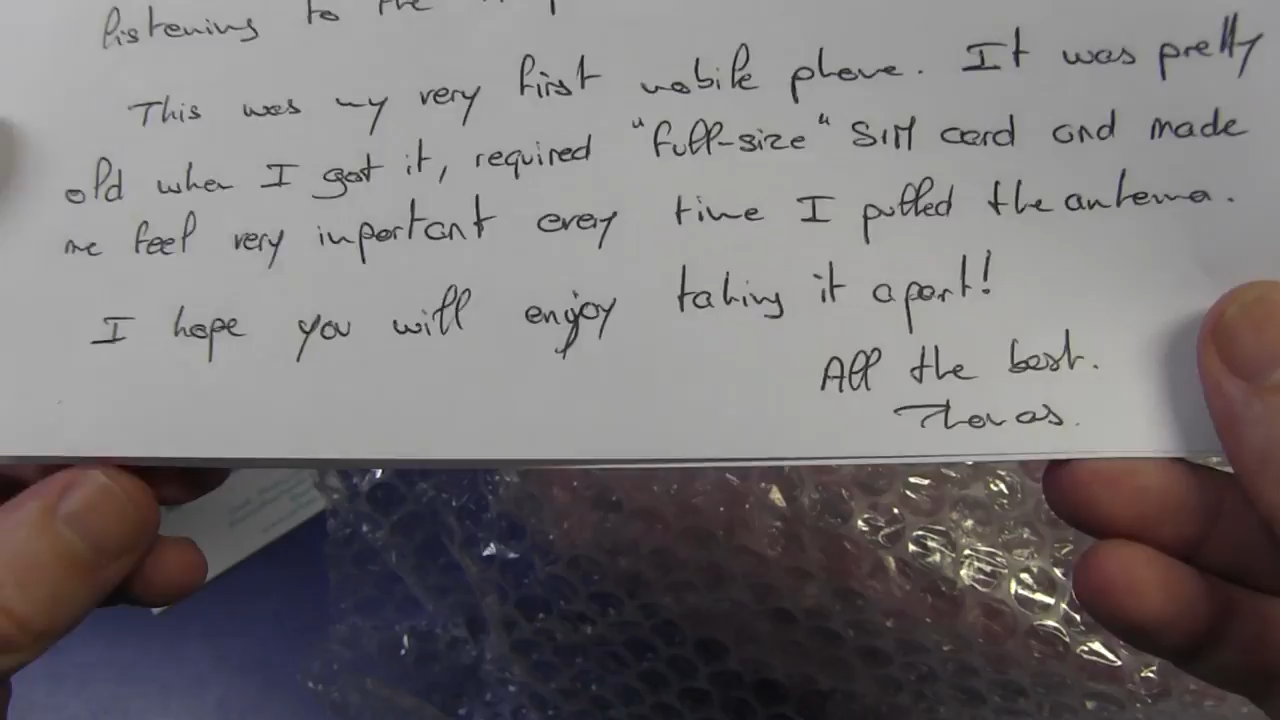 listening to the
This was my very first mobile phone. It was pretty
old when I got it, required "full-size" SIM card and made
me feel very important every time I pulled the antenna.
I hope you will enjoy taking it apart!
All the best.
Thomas.